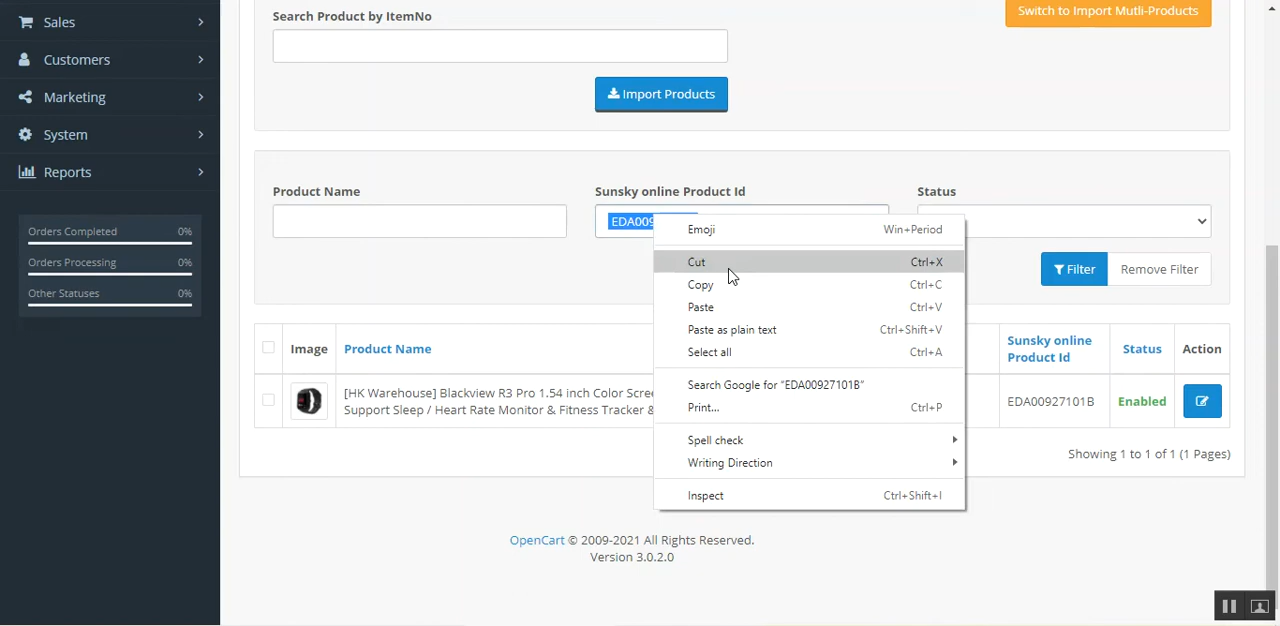 Sales
Customers
Marketing
System
Reports
Orders Completed 0%
Orders Processing 0%
Other Statuses 0%
Search Product by ItemNo
Switch to Import Mutli-Products
Import Products
Product Name
Sunsky online Product Id
Status
EDA009
Filter
Remove Filter
Emoji Win+Period
Cut Ctrl+X
Copy Ctrl+C
Paste Ctrl+V
Paste as plain text Ctrl+Shift+V
Select all Ctrl+A
Search Google for “EDA00927101B”
Print... Ctrl+P
Spell check
Writing Direction
Inspect Ctrl+Shift+I
Image Product Name Sunsky online
Product Id Status Action
[HK Warehouse] Blackview R3 Pro 1.54 inch Color Scree
Support Sleep / Heart Rate Monitor & Fitness Tracker &
EDA00927101B Enabled
Showing 1 to 1 of 1 (1 Pages)
OpenCart © 2009-2021 All Rights Reserved.
Version 3.0.2.0